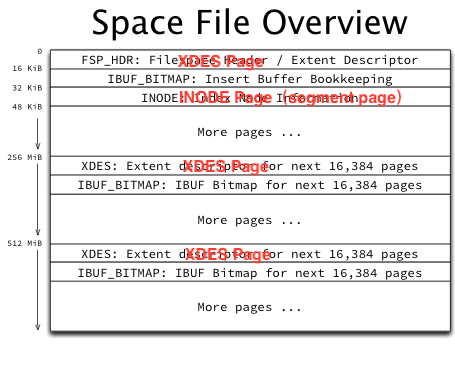 Space File Overview
0
FSP_HDR: Filespace Header / Extent Descriptor
XDES Page
16 KiB
IBUF_BITMAP: Insert Buffer Bookkeeping
32 KiB
INODE: Index Node Information
INODE Page (segment page)
48 KiB
More pages ...
256 MiB
XDES: Extent descriptor for next 16,384 pages
XDES Page
IBUF_BITMAP: IBUF Bitmap for next 16,384 pages
More pages ...
512 MiB
XDES: Extent descriptor for next 16,384 pages
XDES Page
IBUF_BITMAP: IBUF Bitmap for next 16,384 pages
More pages ...